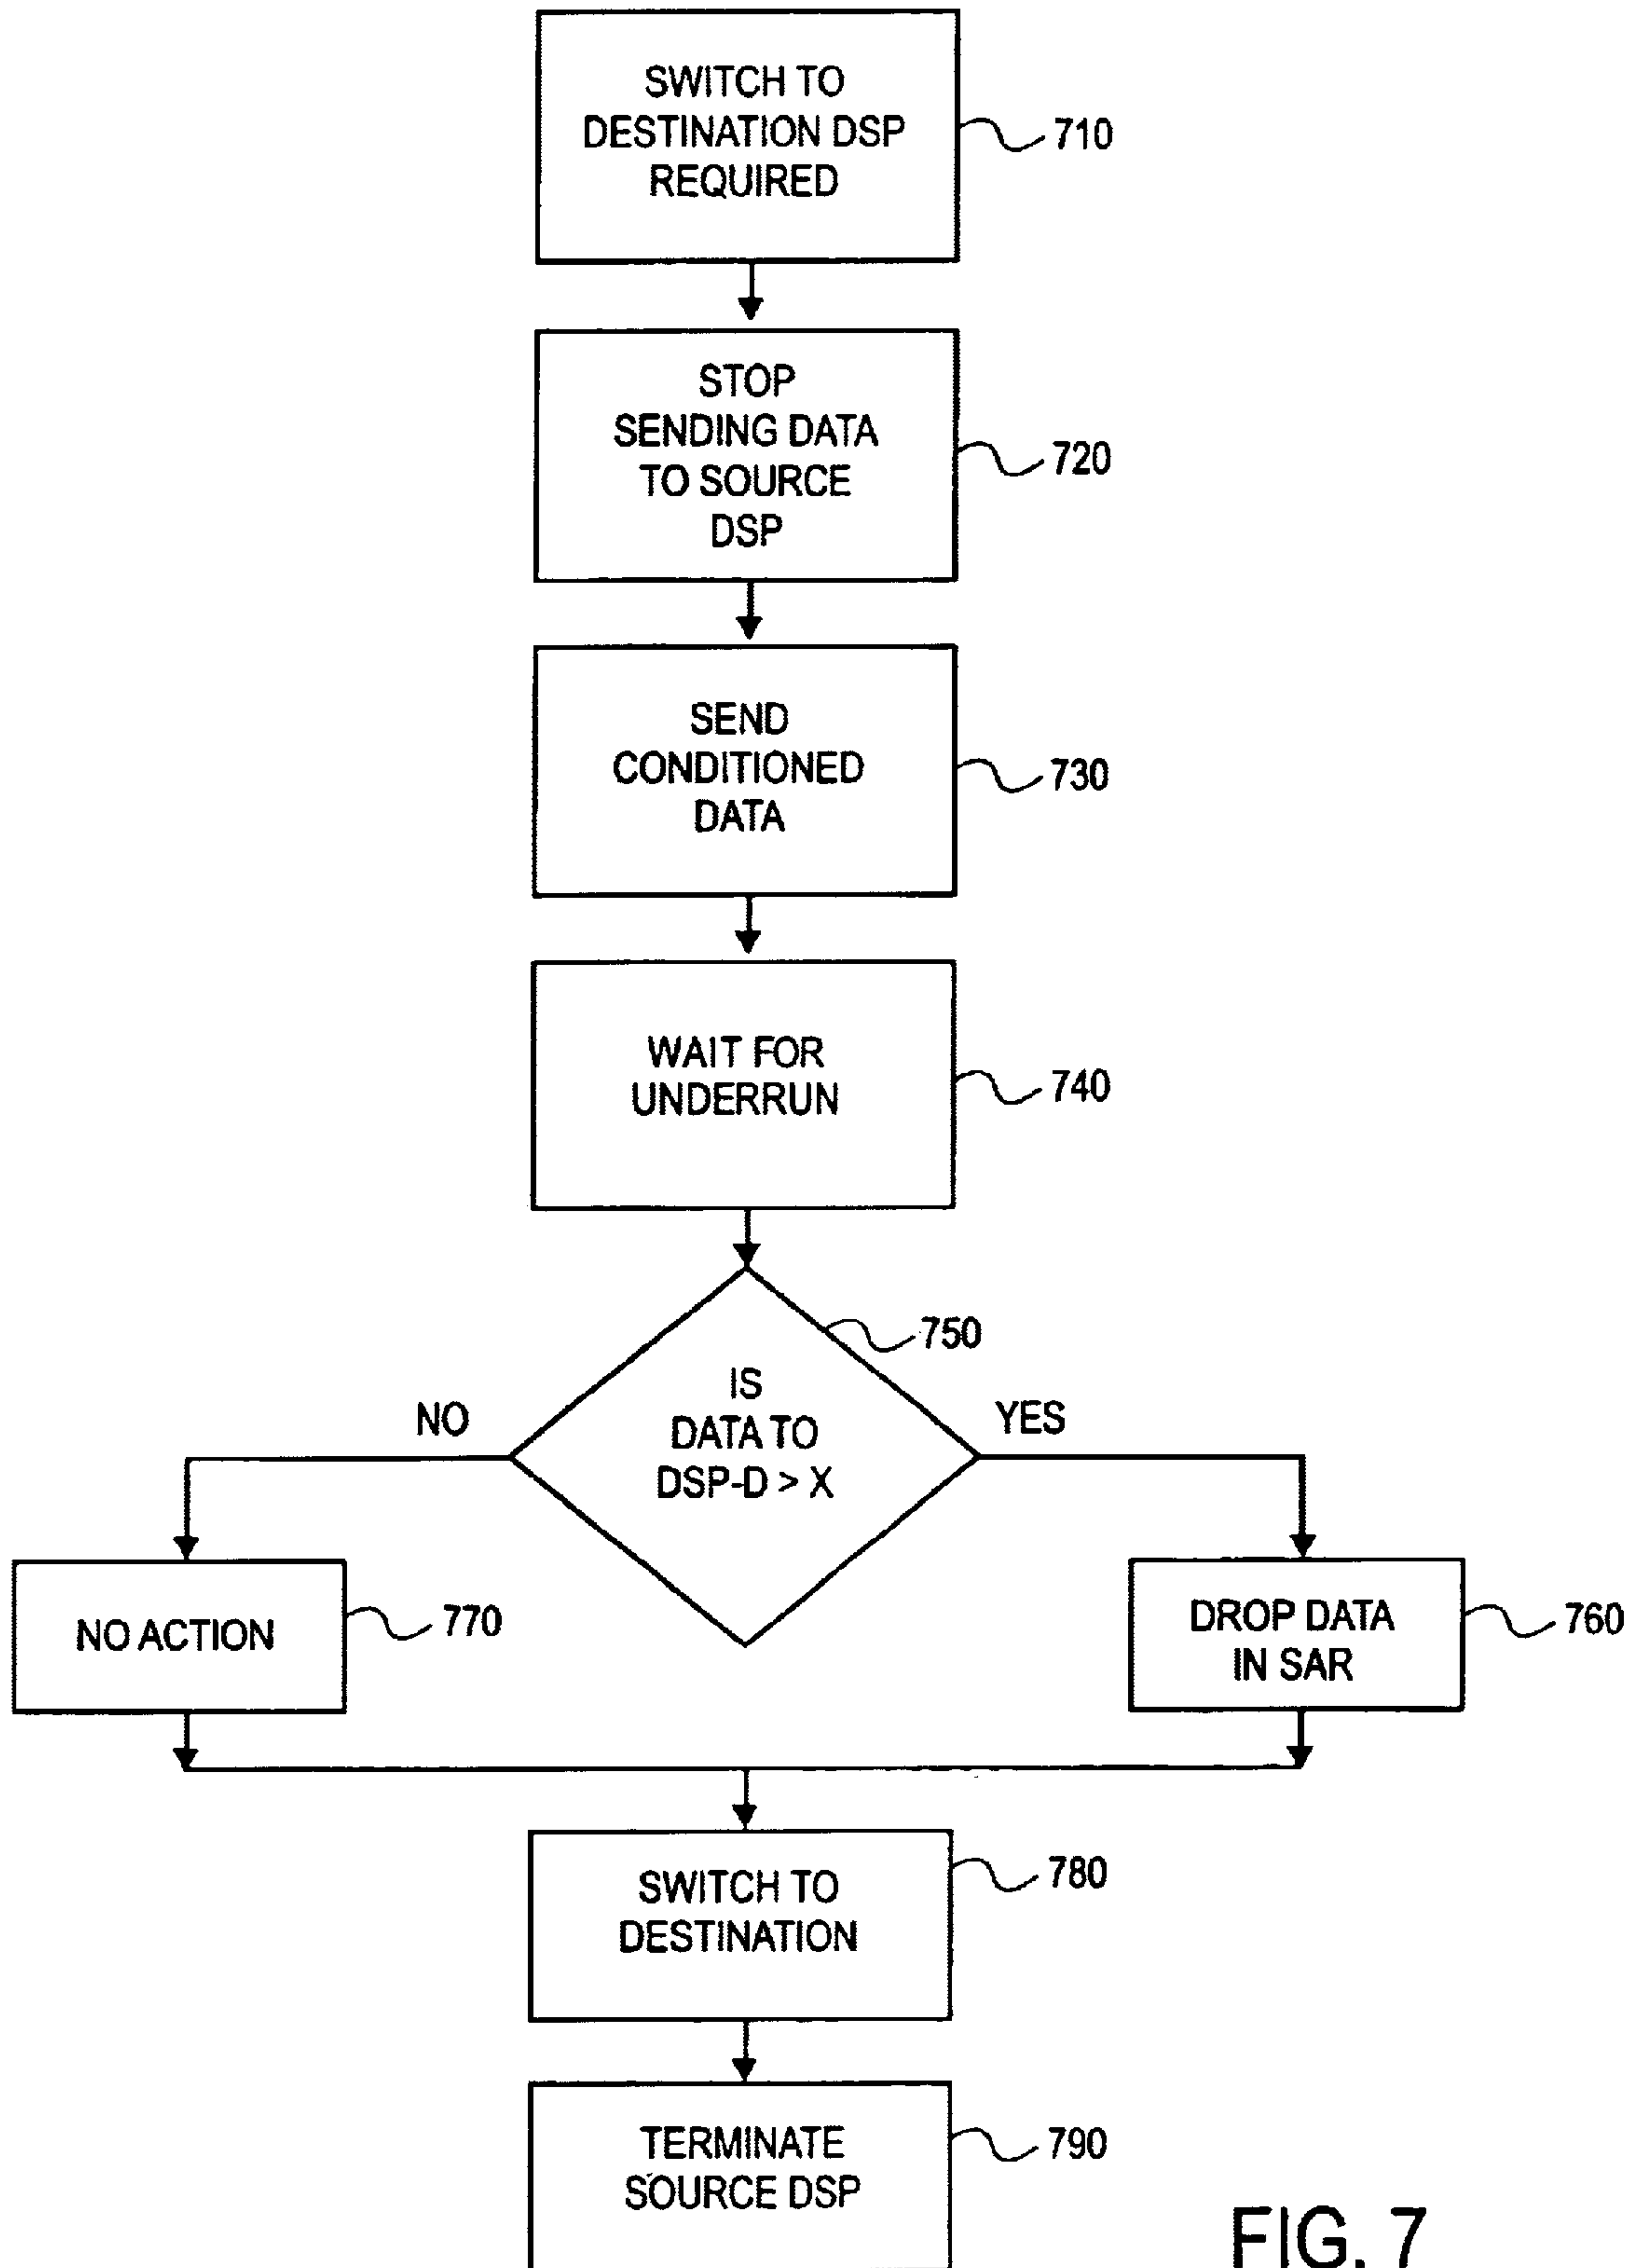 SWITCH TO
DESTINATION DSP
REQUIRED
710
STOP
SENDING DATA
TO SOURCE
DSP
720
SEND
CONDITIONED
DATA
730
WAIT FOR
UNDERRUN
740
750
IS
DATA TO
DSP-D > X
NO
YES
NO ACTION
770
DROP DATA
IN SAR
760
SWITCH TO
DESTINATION
780
TERMINATE
SOURCE DSP
790
FIG. 7